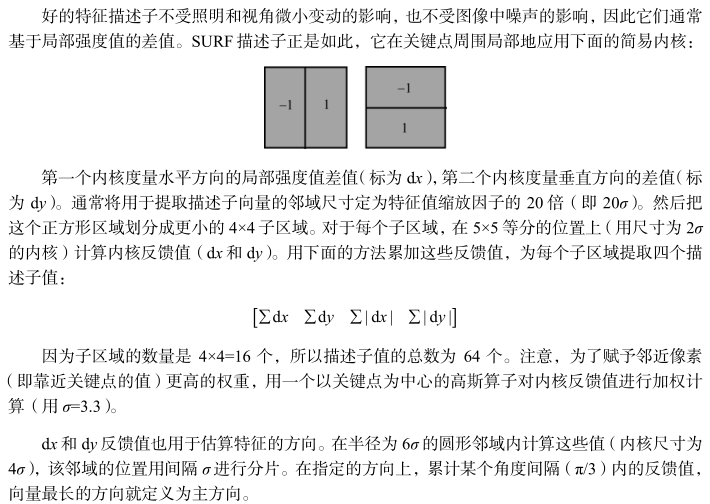 好的特征描述子不受照明和视角微小变动的影响，也不受图像中噪声的影响，因此它们通常
基于局部强度值的差值。SURF 描述子正是如此，它在关键点周围局部地应用下面的简易内核：
−1 1 −1
1
第一个内核度量水平方向的局部强度值差值（标为 dx），第二个内核度量垂直方向的差值（标
为 dy）。通常将用于提取描述子向量的邻域尺寸定为特征值缩放因子的 20 倍（即 20σ）。然后把
这个正方形区域划分成更小的 4×4 子区域。对于每个子区域，在 5×5 等分的位置上（用尺寸为 2σ
的内核）计算内核反馈值（dx 和 dy）。用下面的方法累加这些反馈值，为每个子区域提取四个描
述子值：
[∑dx ∑dy ∑|dx| ∑|dy|]
因为子区域的数量是 4×4=16 个，所以描述子值的总数为 64 个。注意，为了赋予邻近像素
（即靠近关键点的值）更高的权重，用一个以关键点为中心的高斯算子对内核反馈值进行加权计
算（用 σ=3.3）。
dx 和 dy 反馈值也用于估算特征的方向。在半径为 6σ 的圆形邻域内计算这些值（内核尺寸为
4σ），该邻域的位置用间隔 σ 进行分片。在指定的方向上，累计某个角度间隔（π/3）内的反馈值，
向量最长的方向就定义为主方向。